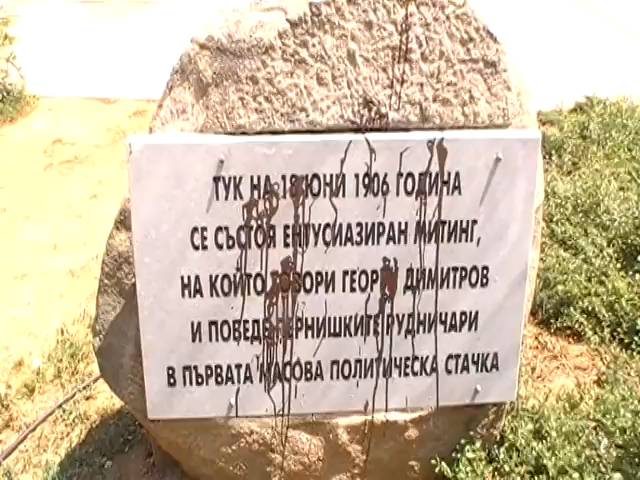 ТУК НА 18 ЮНИ 1906 ГОДИНА
СЕ СЪСТОЯ ЕНТУСИАЗИРАН МИТИНГ,
НА КОЙТО ГОВОРИ ГЕОРГИ ДИМИТРОВ
И ПОВЕДЕ ПЕРНИШКИТЕ РУДНИЧАРИ
В ПЪРВАТА МАСОВА ПОЛИТИЧЕСКА СТАЧКА